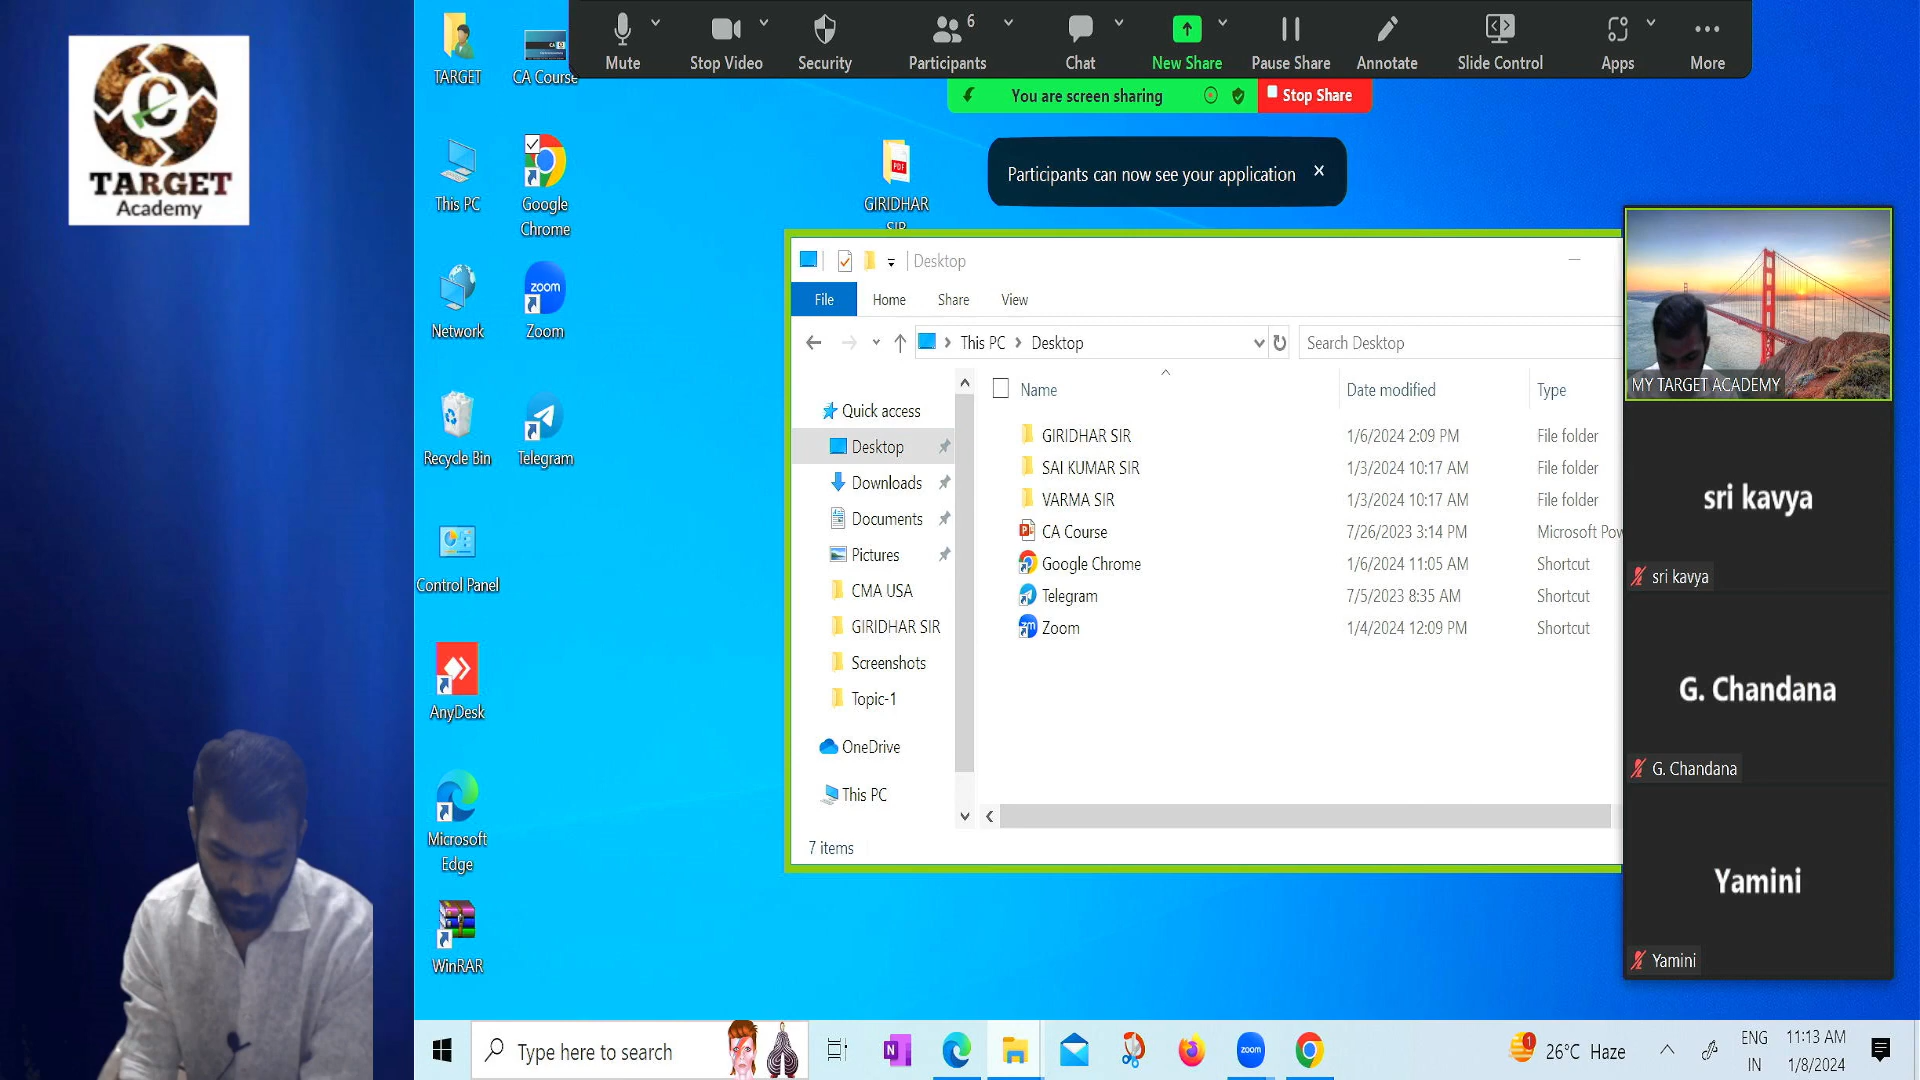 TARGET
Academy
TARGET
CA Course
This PC
Google
Chrome
Network
zoom
Zoom
Recycle Bin
Telegram
Control Panel
AnyDesk
Microsoft
Edge
WinRAR
Mute
Stop Video
Security
6
Participants
Chat
New Share
Pause Share
Annotate
Slide Control
Apps
More
You are screen sharing
Stop Share
Participants can now see your application
PDF
GIRIDHAR
SIR
Desktop
File
Home
Share
View
This PC
Desktop
Search Desktop
Quick access
Desktop
Downloads
Documents
Pictures
CMA USA
GIRIDHAR SIR
Screenshots
Topic-1
OneDrive
This PC
Name Date modified Type
GIRIDHAR SIR 1/6/2024 2:09 PM File folder
SAI KUMAR SIR 1/3/2024 10:17 AM File folder
VARMA SIR 1/3/2024 10:17 AM File folder
CA Course 7/26/2023 3:14 PM Microsoft Pow
Google Chrome 1/6/2024 11:05 AM Shortcut
Telegram 7/5/2023 8:35 AM Shortcut
Zoom 1/4/2024 12:09 PM Shortcut
7 items
MY TARGET ACADEMY
sri kavya
sri kavya
G. Chandana
G. Chandana
Yamini
Yamini
Type here to search
zoom
1
26°C Haze
ENG
IN
11:13 AM
1/8/2024